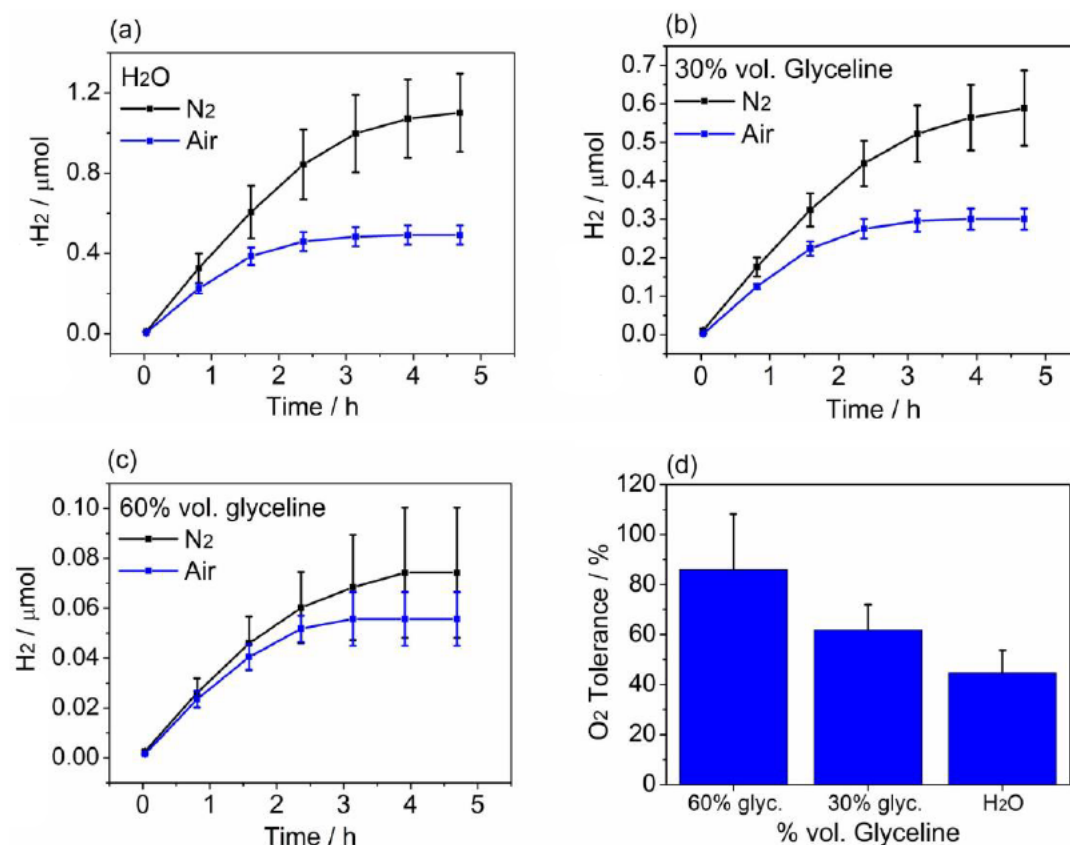 (a)
H2O
N2
Air
H2 / μmol
1.2
0.8
0.4
0.0
0 1 2 3 4 5
Time / h
(b)
30% vol. Glyceline
N2
Air
H2 / μmol
0.7
0.6
0.5
0.4
0.3
0.2
0.1
0.0
0 1 2 3 4 5
Time / h
(c)
60% vol. glyceline
N2
Air
H2 / μmol
0.10
0.08
0.06
0.04
0.02
0.00
0 1 2 3 4 5
Time / h
(d)
O2 Tolerance / %
120
100
80
60
40
20
0
60% glyc. 30% glyc. H2O
% vol. Glyceline